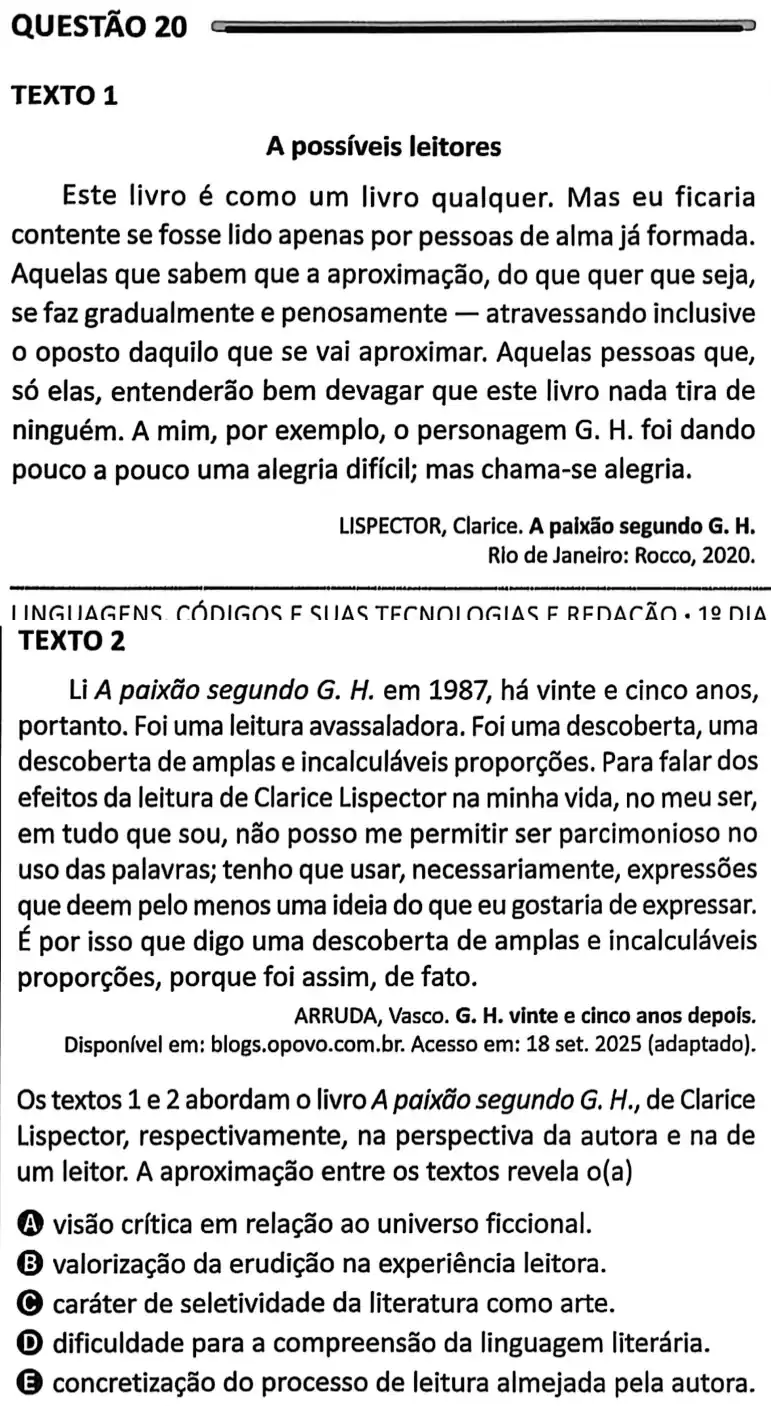 QUESTÃO 20
TEXTO 1
A possíveis leitores
Este livro é como um livro qualquer. Mas eu ficaria
contente se fosse lido apenas por pessoas de alma já formada.
Aquelas que sabem que a aproximação, do que quer que seja,
se faz gradualmente e penosamente — atravessando inclusive
o oposto daquilo que se vai aproximar. Aquelas pessoas que,
só elas, entenderão bem devagar que este livro nada tira de
ninguém. A mim, por exemplo, o personagem G. H. foi dando
pouco a pouco uma alegria difícil; mas chama-se alegria.
LISPECTOR, Clarice. A paixão segundo G. H.
Rio de Janeiro: Rocco, 2020.
LINGUAGENS, CÓDIGOS E SUAS TECNOLOGIAS E REDAÇÃO • 1º DIA
TEXTO 2
Li A paixão segundo G. H. em 1987, há vinte e cinco anos,
portanto. Foi uma leitura avassaladora. Foi uma descoberta, uma
descoberta de amplas e incalculáveis proporções. Para falar dos
efeitos da leitura de Clarice Lispector na minha vida, no meu ser,
em tudo que sou, não posso me permitir ser parcimonioso no
uso das palavras; tenho que usar, necessariamente, expressões
que deem pelo menos uma ideia do que eu gostaria de expressar.
É por isso que digo uma descoberta de amplas e incalculáveis
proporções, porque foi assim, de fato.
ARRUDA, Vasco. G. H. vinte e cinco anos depois.
Disponível em: blogs.opovo.com.br. Acesso em: 18 set. 2025 (adaptado).
Os textos 1 e 2 abordam o livro A paixão segundo G. H., de Clarice
Lispector, respectivamente, na perspectiva da autora e na de
um leitor. A aproximação entre os textos revela o(a)
A visão crítica em relação ao universo ficcional.
B valorização da erudição na experiência leitora.
C caráter de seletividade da literatura como arte.
D dificuldade para a compreensão da linguagem literária.
E concretização do processo de leitura almejada pela autora.